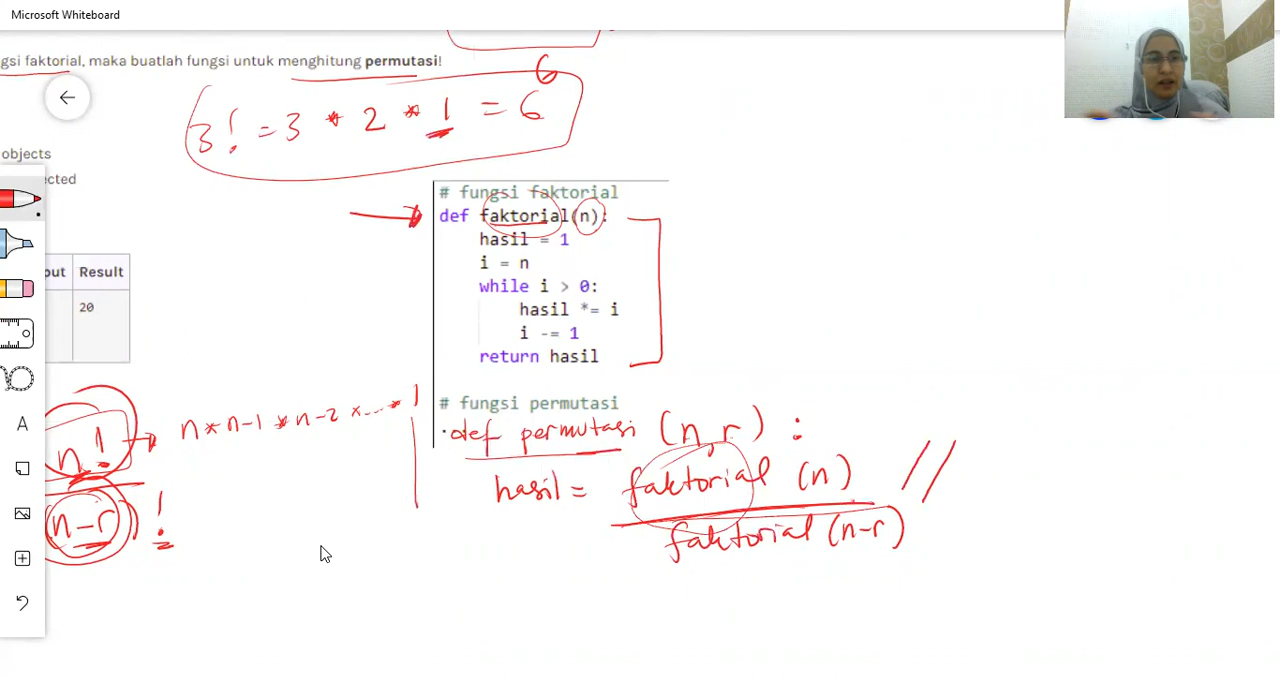 Microsoft Whiteboard
gsi faktorial, maka buatlah fungsi untuk menghitung permutasi!
6
3! = 3 * 2 * 1 = 6
objects
ected
put Result
20
# fungsi faktorial
def faktorial(n):
hasil = 1
i = n
while i > 0:
hasil *= i
i -= 1
return hasil
# fungsi permutasi
def permutasi (n, r) :
hasil = faktorial (n) //
faktorial (n-r)
n! → n * n-1 * n-2 * ... * 1
(n-r)!
A